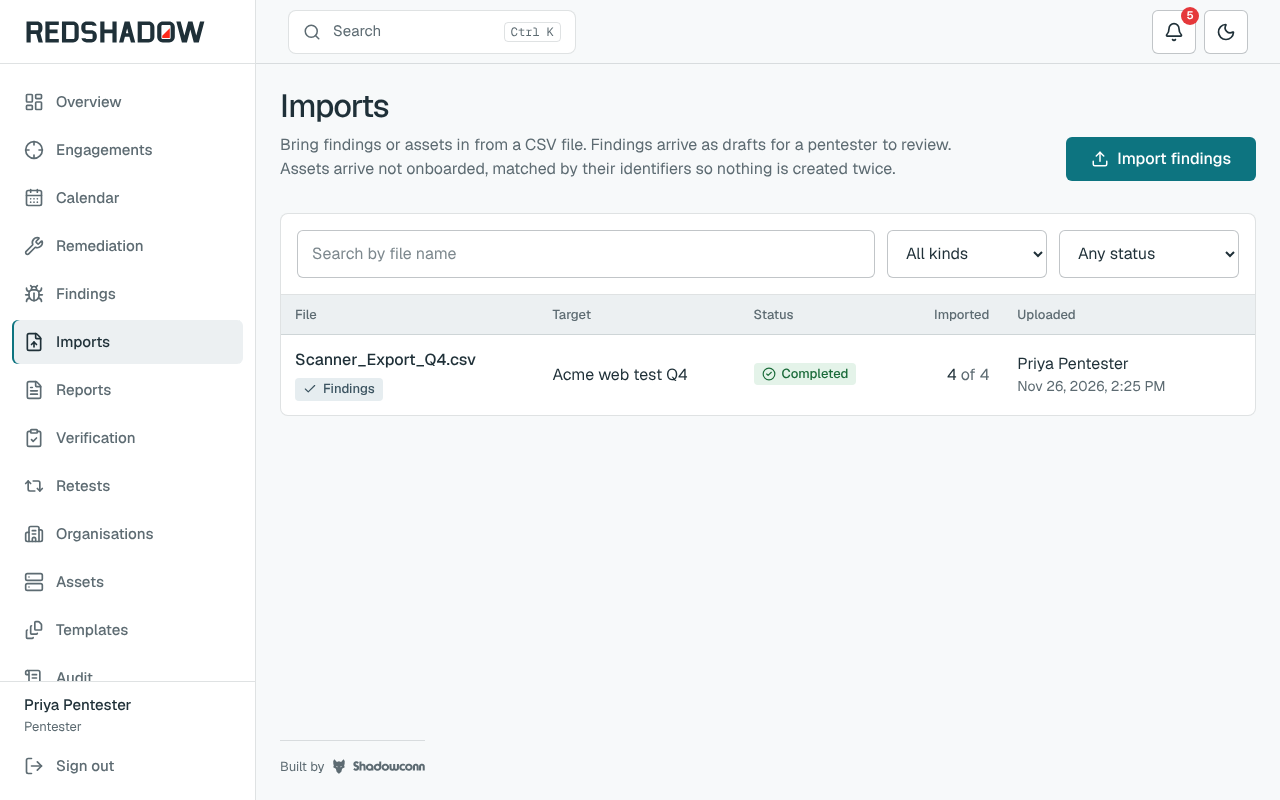 REDSHADOW
Search
Ctrl K
5
Overview
Engagements
Calendar
Remediation
Findings
Imports
Reports
Verification
Retests
Organisations
Assets
Templates
Audit
Priya Pentester
Pentester
Sign out
Imports
Bring findings or assets in from a CSV file. Findings arrive as drafts for a pentester to review.
Assets arrive not onboarded, matched by their identifiers so nothing is created twice.
Import findings
Search by file name
All kinds
Any status
File Target Status Imported Uploaded
Scanner_Export_Q4.csv
Findings
Acme web test Q4
Completed
4 of 4
Priya Pentester
Nov 26, 2026, 2:25 PM
Built by Shadowconn